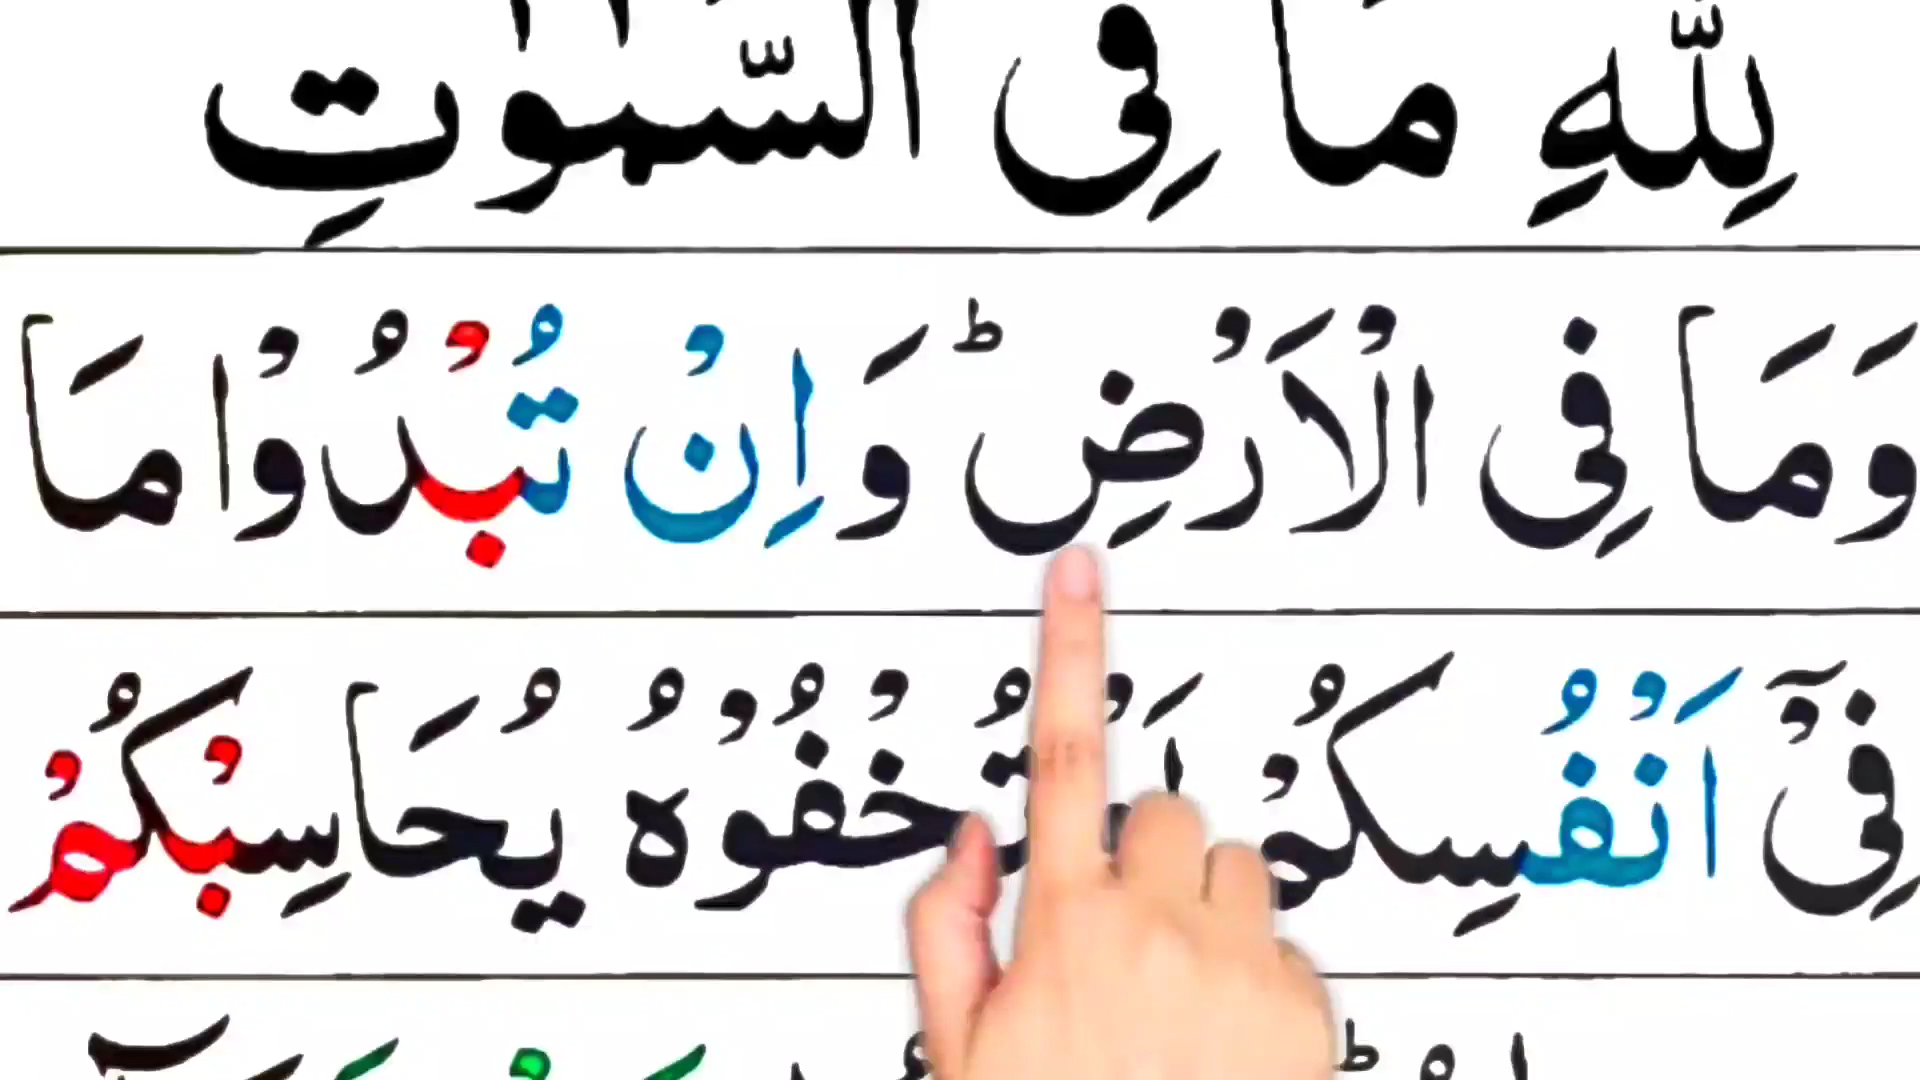 لِلّٰهِ مَا فِى السَّمٰوٰتِ
وَمَا فِى الْاَرْضِ ؕ وَاِنْ تُبْدُوْا مَا
فِىْۤ اَنْفُسِكُمْ اَوْ تُخْفُوْهُ يُحَاسِبْكُمْ